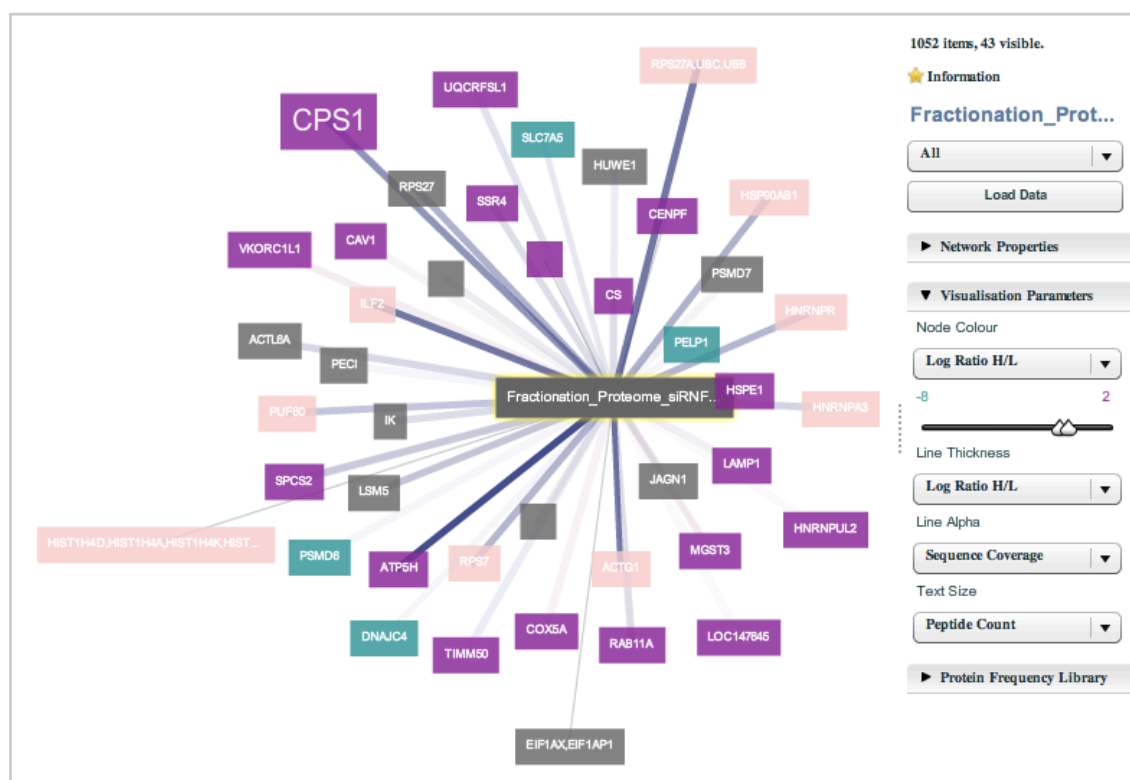 1052 items, 43 visible.
Information
Fractionation_Prot...
All
Load Data
Network Properties
Visualisation Parameters
Node Colour
Log Ratio H/L
-8 2
Line Thickness
Log Ratio H/L
Line Alpha
Sequence Coverage
Text Size
Peptide Count
Protein Frequency Library
RPS27A,UBC,UBB
UQCRFSL1
CPS1
SLC7A5
HUWE1
RPS27
HSP90AB1
SSR4
CENPF
CAV1
VKORC1L1
PSMD7
CS
ILF2
HNRNPR
ACTL6A
PELP1
PECI
HSPE1
Fractionation_Proteome_siRNF...
PUF60
HNRNPA3
IK
LAMP1
SPCS2
JAGN1
LSM5
HNRNPUL2
HIST1H4D,HIST1H4A,HIST1H4K,HIST...
MGST3
PSMD6
RPS7
ATP5H
ACTG1
COX5A
DNAJC4
LOC147645
RAB11A
TIMM50
EIF1AX,EIF1AP1